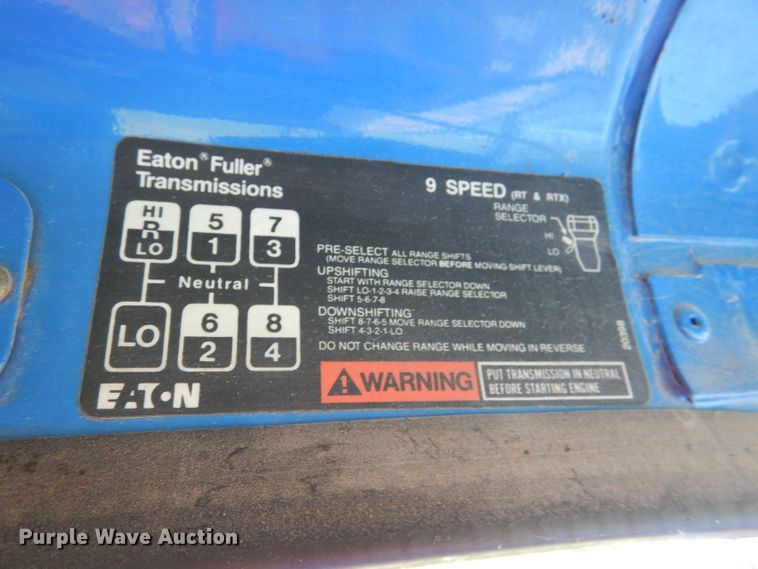 Eaton® Fuller®
Transmissions
9 SPEED (RT & RTX)
RANGE
SELECTOR
HI
LO
HI
R
LO
5
1
7
3
Neutral
LO
6
2
8
4
PRE-SELECT ALL RANGE SHIFTS
(MOVE RANGE SELECTOR BEFORE MOVING SHIFT LEVER)
UPSHIFTING
START WITH RANGE SELECTOR DOWN
SHIFT LO-1-2-3-4 RAISE RANGE SELECTOR
SHIFT 5-6-7-8
DOWNSHIFTING
SHIFT 8-7-6-5 MOVE RANGE SELECTOR DOWN
SHIFT 4-3-2-1-LO
DO NOT CHANGE RANGE WHILE MOVING IN REVERSE
EATON
WARNING
PUT TRANSMISSION IN NEUTRAL
BEFORE STARTING ENGINE
Purple Wave Auction